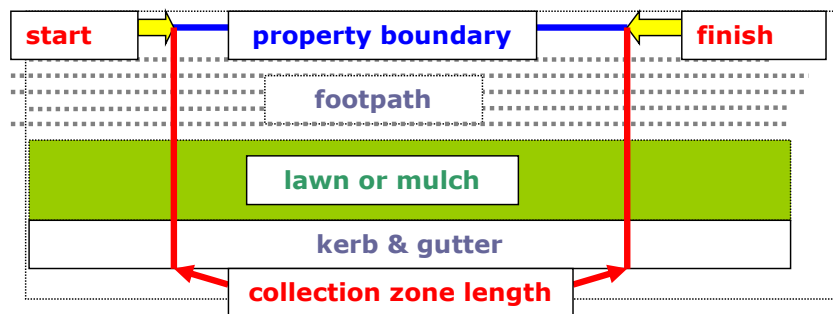 start
property boundary
finish
footpath
lawn or mulch
kerb & gutter
collection zone length